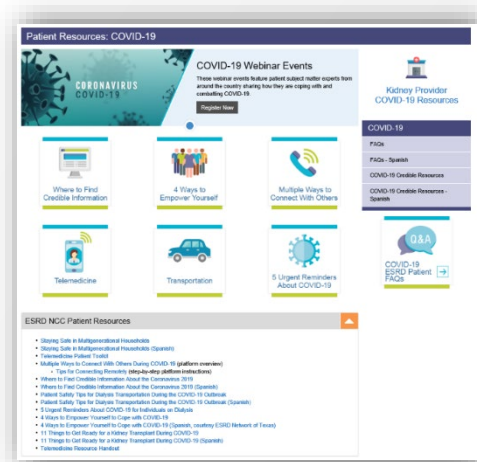 Patient Resources: COVID-19
CORONAVIRUS
COVID-19
COVID-19 Webinar Events
These webinar events feature patient subject matter experts from
around the country sharing how they are coping with and
combatting COVID-19.
Register Now
Where to Find
Credible Information
4 Ways to
Empower Yourself
Multiple Ways to
Connect With Others
Telemedicine
Transportation
5 Urgent Reminders
About COVID-19
Kidney Provider
COVID-19 Resources
COVID-19
FAQs
FAQs - Spanish
COVID-19 Credible Resources
COVID-19 Credible Resources -
Spanish
Q&A
COVID-19
ESRD Patient
FAQs
ESRD NCC Patient Resources
Staying Safe in Multigenerational Households
Staying Safe in Multigenerational Households (Spanish)
Telemedicine Patient Toolkit
Multiple Ways to Connect With Others During COVID-19 (platform overview)
Tips for Connecting Remotely (step-by-step platform instructions)
Where to Find Credible Information About the Coronavirus 2019
Where to Find Credible Information About the Coronavirus 2019 (Spanish)
Patient Safety Tips for Dialysis Transportation During the COVID-19 Outbreak
Patient Safety Tips for Dialysis Transportation During the COVID-19 Outbreak (Spanish)
5 Urgent Reminders About COVID-19 for Individuals on Dialysis
4 Ways to Empower Yourself to Cope with COVID-19
4 Ways to Empower Yourself to Cope with COVID-19 (Spanish, courtesy ESRD Network of Texas)
11 Things to Get Ready for a Kidney Transplant During COVID-19
11 Things to Get Ready for a Kidney Transplant During COVID-19 (Spanish)
Telemedicine Resource Handout